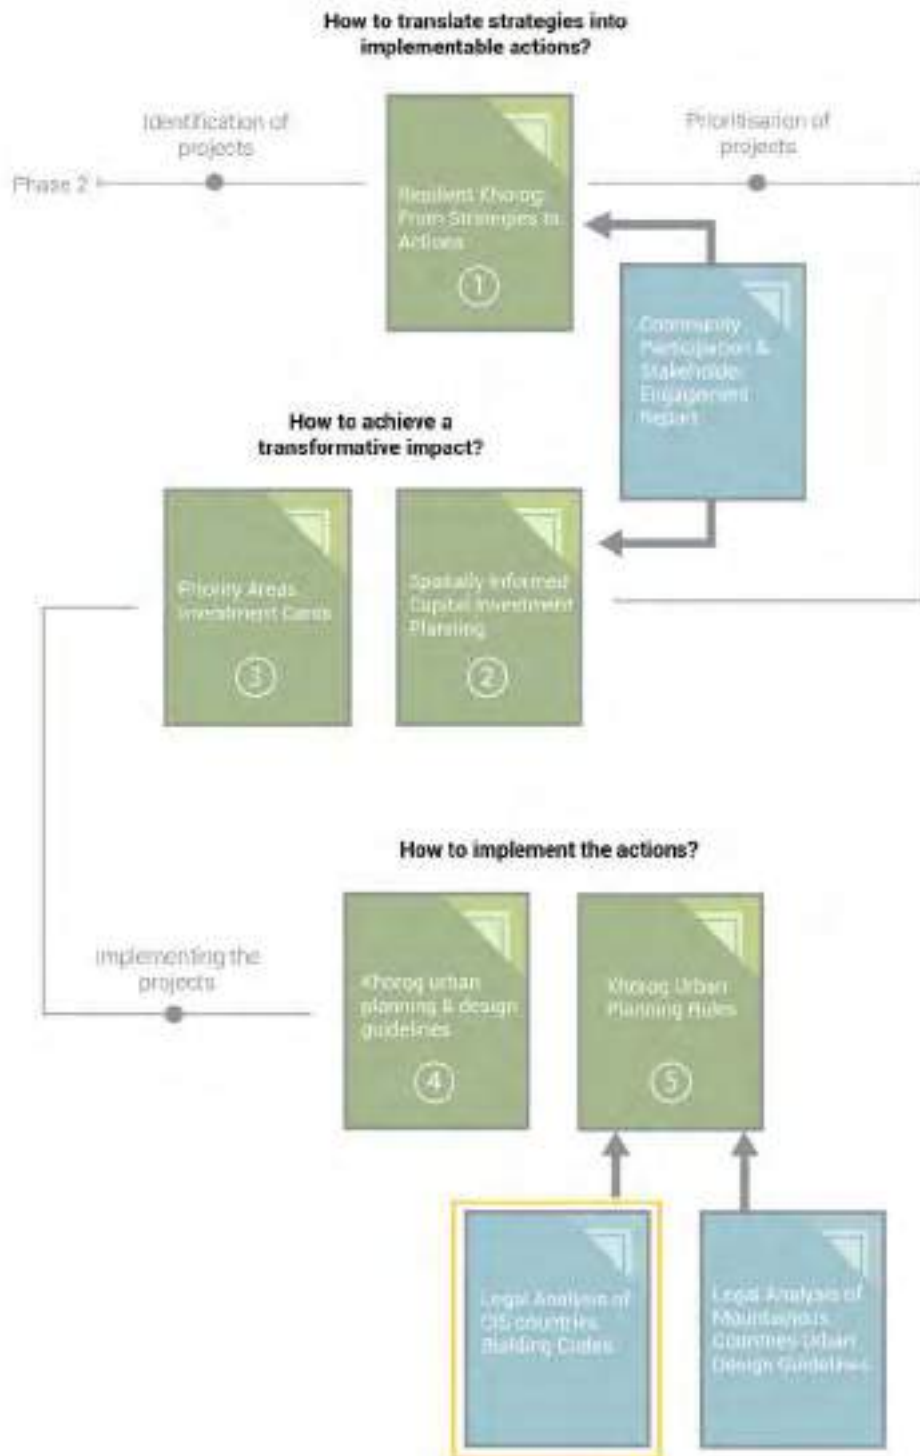 How to translate strategies into
implementable actions?
Identification of
projects
Prioritisation of
projects
Phase 2
Resilient Khorog:
From Strategies to
Actions
1
Community
Participation &
Stakeholder
Engagement
Report
How to achieve a
transformative impact?
Priority Areas
Investment Cards
3
Spatially Informed
Capital Investment
Planning
2
How to implement the actions?
implementing the
projects
Khorog urban
planning & design
guidelines
4
Khorog Urban
Planning Rules
5
Legal Analysis of
CIS countries
Building Codes
Legal Analysis of
Mountainous
Countries Urban
Design Guidelines